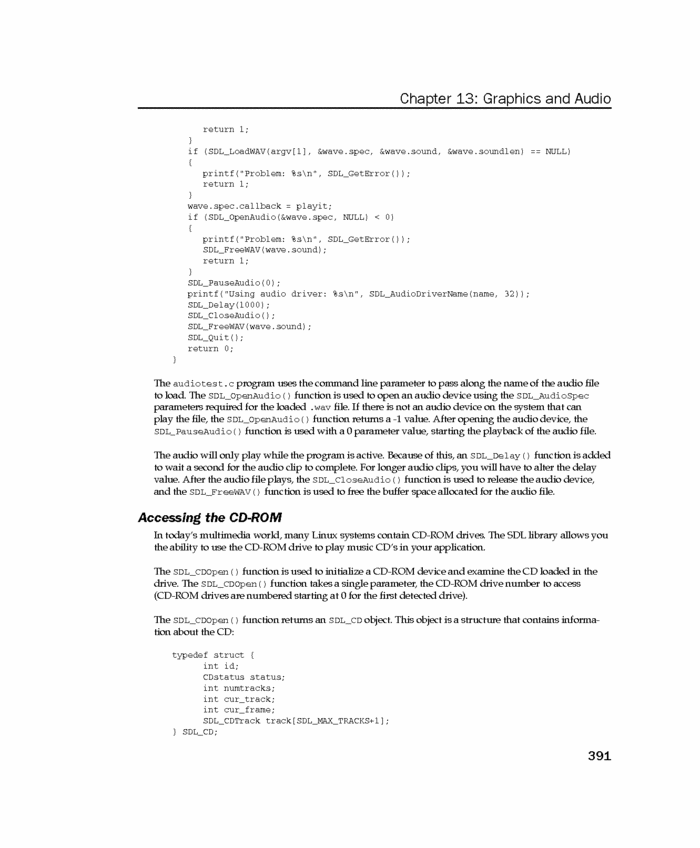 Chapter 13: Graphics and Audio
return 1;
}
if (SDL_LoadWAV(argv[1], &wave.spec, &wave.sound, &wave.soundlen) == NULL)
{
printf("Problem: %s\n", SDL_GetError());
return 1;
}
wave.spec.callback = playit;
if (SDL_OpenAudio(&wave.spec, NULL) < 0)
{
printf("Problem: %s\n", SDL_GetError());
SDL_FreeWAV(wave.sound);
return 1;
}
SDL_PauseAudio(0);
printf("Using audio driver: %s\n", SDL_AudioDriverName(name, 32));
SDL_Delay(1000);
SDL_CloseAudio();
SDL_FreeWAV(wave.sound);
SDL_Quit();
return 0;
}
The audiotest.c program uses the command line parameter to pass along the name of the audio file
to load. The SDL_OpenAudio() function is used to open an audio device using the SDL_AudioSpec
parameters required for the loaded .wav file. If there is not an audio device on the system that can
play the file, the SDL_OpenAudio() function returns a -1 value. After opening the audio device, the
SDL_PauseAudio() function is used with a 0 parameter value, starting the playback of the audio file.
The audio will only play while the program is active. Because of this, an SDL_Delay() function is added
to wait a second for the audio clip to complete. For longer audio clips, you will have to alter the delay
value. After the audio file plays, the SDL_CloseAudio() function is used to release the audio device,
and the SDL_FreeWAV() function is used to free the buffer space allocated for the audio file.
Accessing the CD-ROM
In today's multimedia world, many Linux systems contain CD-ROM drives. The SDL library allows you
the ability to use the CD-ROM drive to play music CD's in your application.
The SDL_CDOpen() function is used to initialize a CD-ROM device and examine the CD loaded in the
drive. The SDL_CDOpen() function takes a single parameter, the CD-ROM drive number to access
(CD-ROM drives are numbered starting at 0 for the first detected drive).
The SDL_CDOpen() function returns an SDL_CD object. This object is a structure that contains informa-
tion about the CD:
typedef struct {
int id;
CDstatus status;
int numtracks;
int cur_track;
int cur_frame;
SDL_CDTrack track[SDL_MAX_TRACKS+1];
} SDL_CD;
391